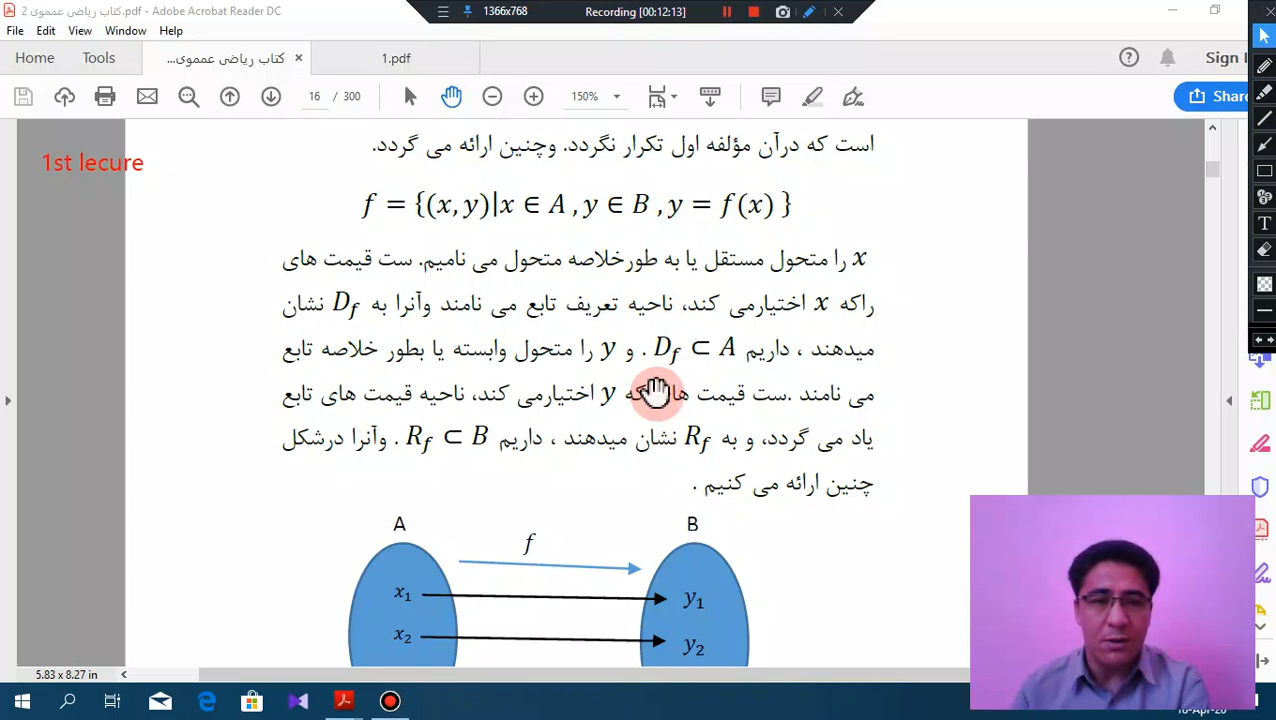 کتاب ریاضی عمموی 2.pdf - Adobe Acrobat Reader DC
1366x768
Recording [00:12:13]
File Edit View Window Help
Home Tools
کتاب ریاضی عمموی...
1.pdf
Sign I
16 / 300
150%
Share
1st lecure
است که درآن مؤلفه اول تکرار نگردد. وچنین ارائه می گردد.
f = {(x, y)|x ∈ A , y ∈ B , y = f(x) }
x را متحول مستقل یا به طورخلاصه متحول می نامیم. ست قیمت های
راکه x اختیارمی کند، ناحیه تعریف تابع می نامند وآنرا به D_f نشان
میدهند ، داریم D_f ⊂ A . و y را متحول وابسته یا بطور خلاصه تابع
می نامند .ست قیمت y اختیارمی کند، ناحیه قیمت های تابع
یاد می گردد، و به R_f نشان میدهند ، داریم R_f ⊂ B . وآنرا درشکل
چنین ارائه می کنیم .
A B
f
x₁ y₁
x₂ y₂
5.83 x 8.27 in